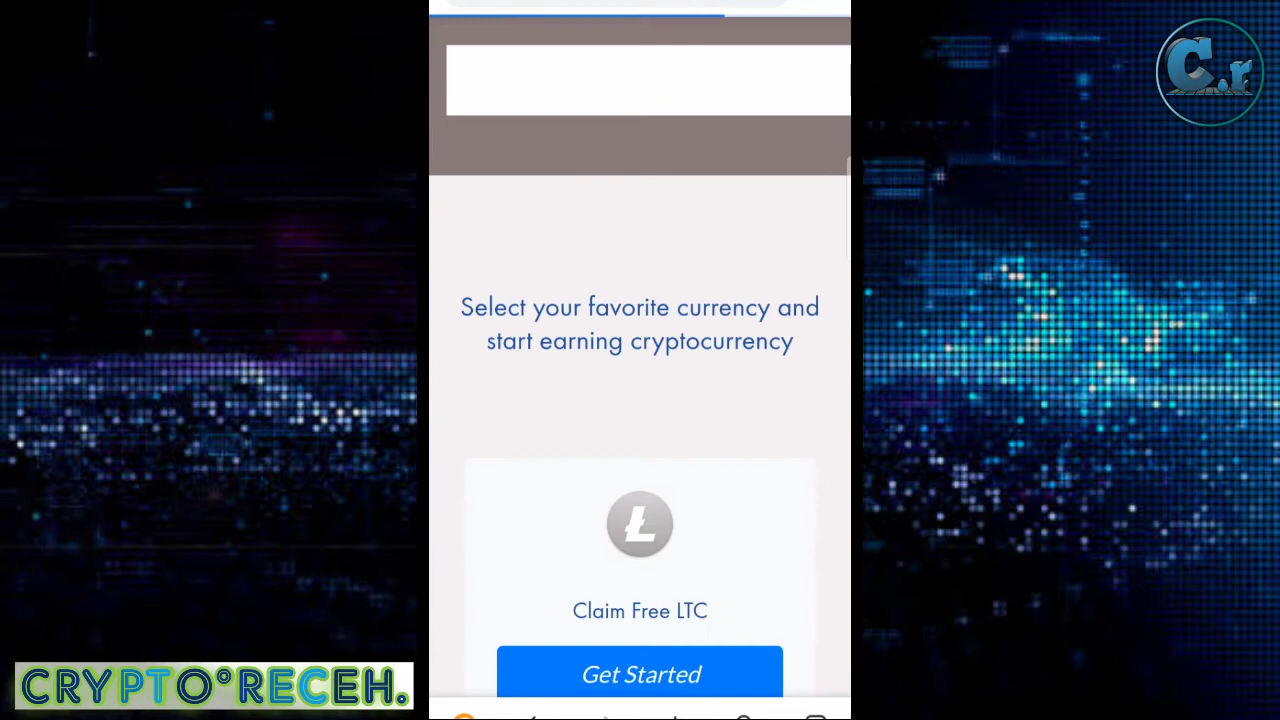 C.r
Select your favorite currency and
start earning cryptocurrency
Claim Free LTC
Get Started
CRYPTO°RECEH.